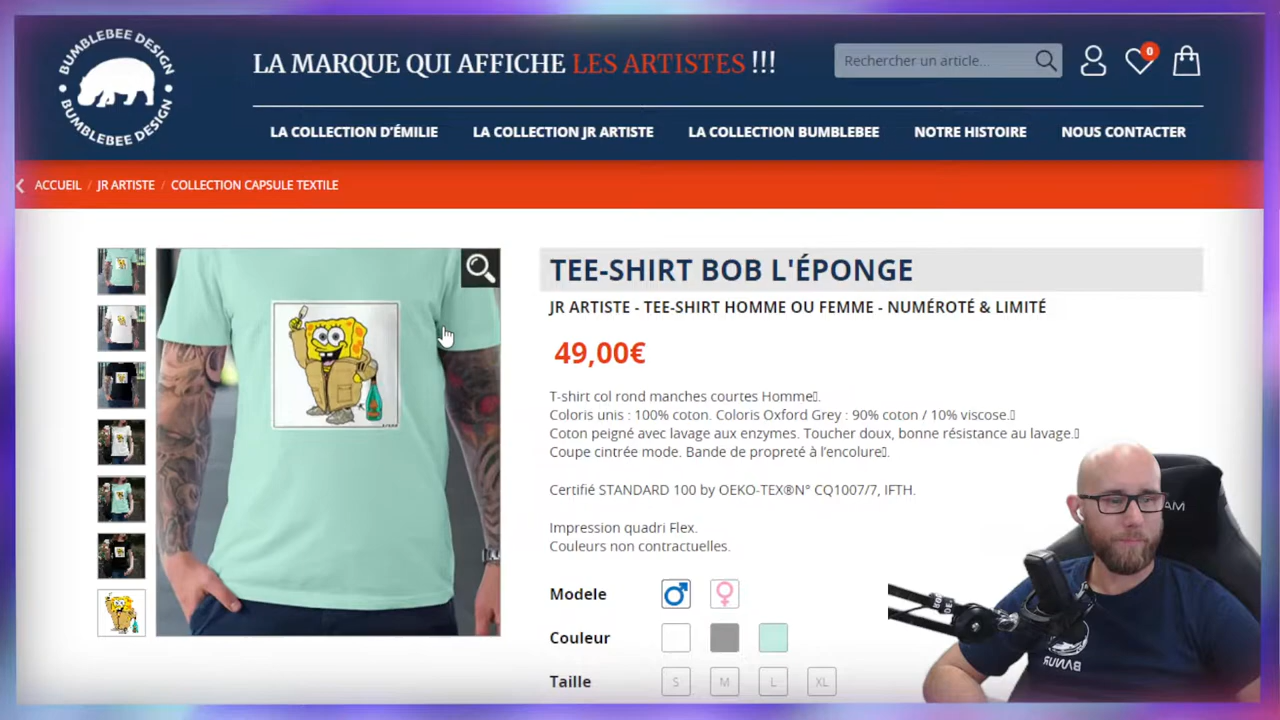 BUMBLEBEE DESIGN
BUMBLEBEE DESIGN
LA MARQUE QUI AFFICHE LES ARTISTES !!!
Rechercher un article...
0
LA COLLECTION D'ÉMILIE
LA COLLECTION JR ARTISTE
LA COLLECTION BUMBLEBEE
NOTRE HISTOIRE
NOUS CONTACTER
ACCUEIL / JR ARTISTE / COLLECTION CAPSULE TEXTILE
TEE-SHIRT BOB L'ÉPONGE
JR ARTISTE - TEE-SHIRT HOMME OU FEMME - NUMÉROTÉ & LIMITÉ
49,00€
T-shirt col rond manches courtes Homme.
Coloris unis : 100% coton. Coloris Oxford Grey : 90% coton / 10% viscose.
Coton peigné avec lavage aux enzymes. Toucher doux, bonne résistance au lavage.
Coupe cintrée mode. Bande de propreté à l'encolure.
Certifié STANDARD 100 by OEKO-TEX®N° CQ1007/7, IFTH.
Impression quadri Flex.
Couleurs non contractuelles.
Modele
Couleur
Taille
S
M
L
XL